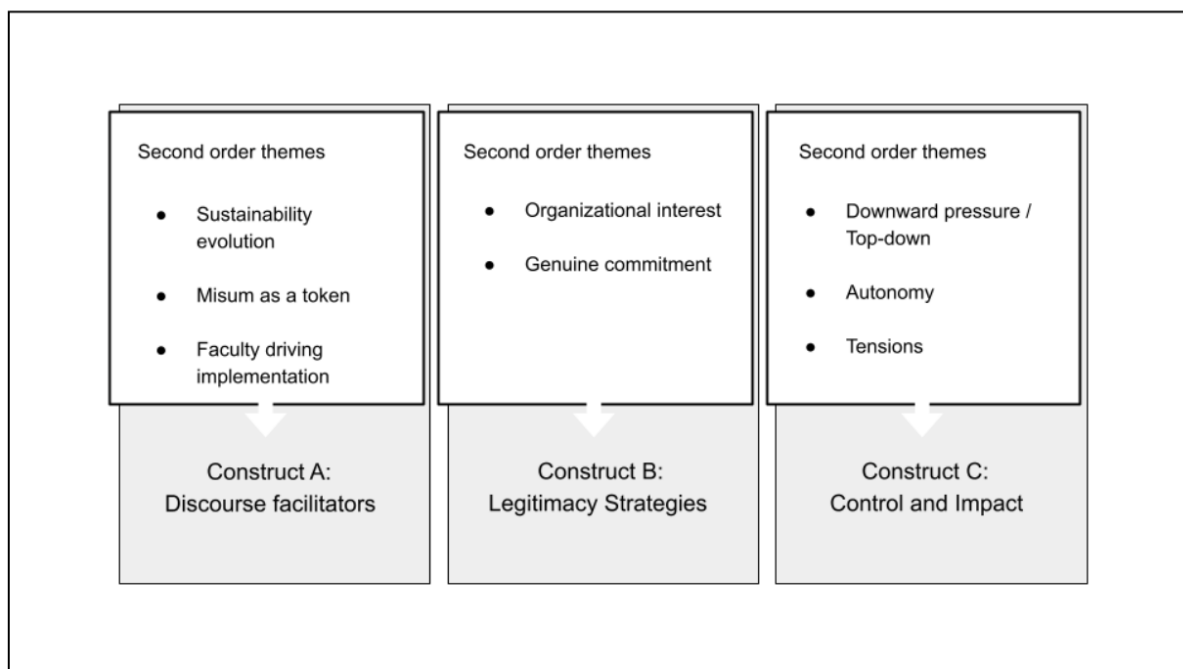 Second order themes
● Sustainability
evolution
● Misum as a token
● Faculty driving
implementation
Construct A:
Discourse facilitators
Second order themes
● Organizational interest
● Genuine commitment
Construct B:
Legitimacy Strategies
Second order themes
● Downward pressure /
Top-down
● Autonomy
● Tensions
Construct C:
Control and Impact